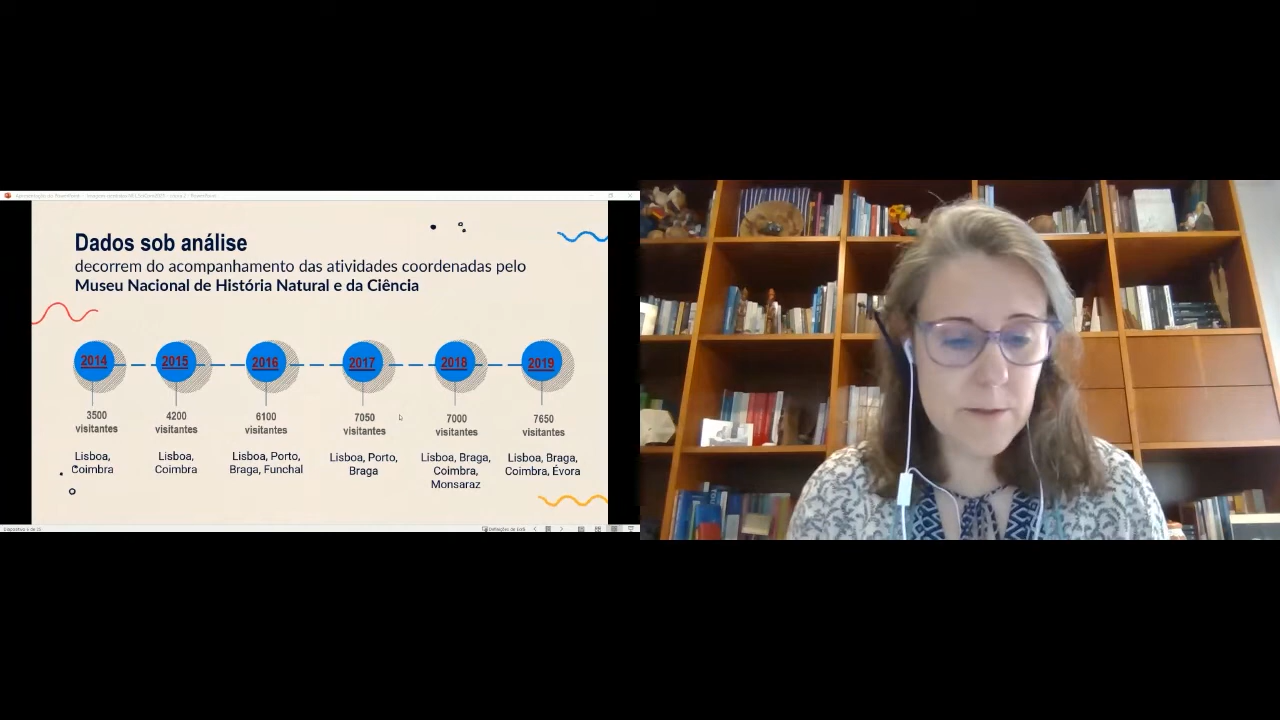 Dados sob análise
decorrem do acompanhamento das atividades coordenadas pelo
Museu Nacional de História Natural e da Ciência
2014
2015
2016
2017
2018
2019
3500
visitantes
4200
visitantes
6100
visitantes
7050
visitantes
7000
visitantes
7650
visitantes
Lisboa,
Coimbra
Lisboa,
Coimbra
Lisboa, Porto,
Braga, Funchal
Lisboa, Porto,
Braga
Lisboa, Braga,
Coimbra,
Monsaraz
Lisboa, Braga,
Coimbra, Évora